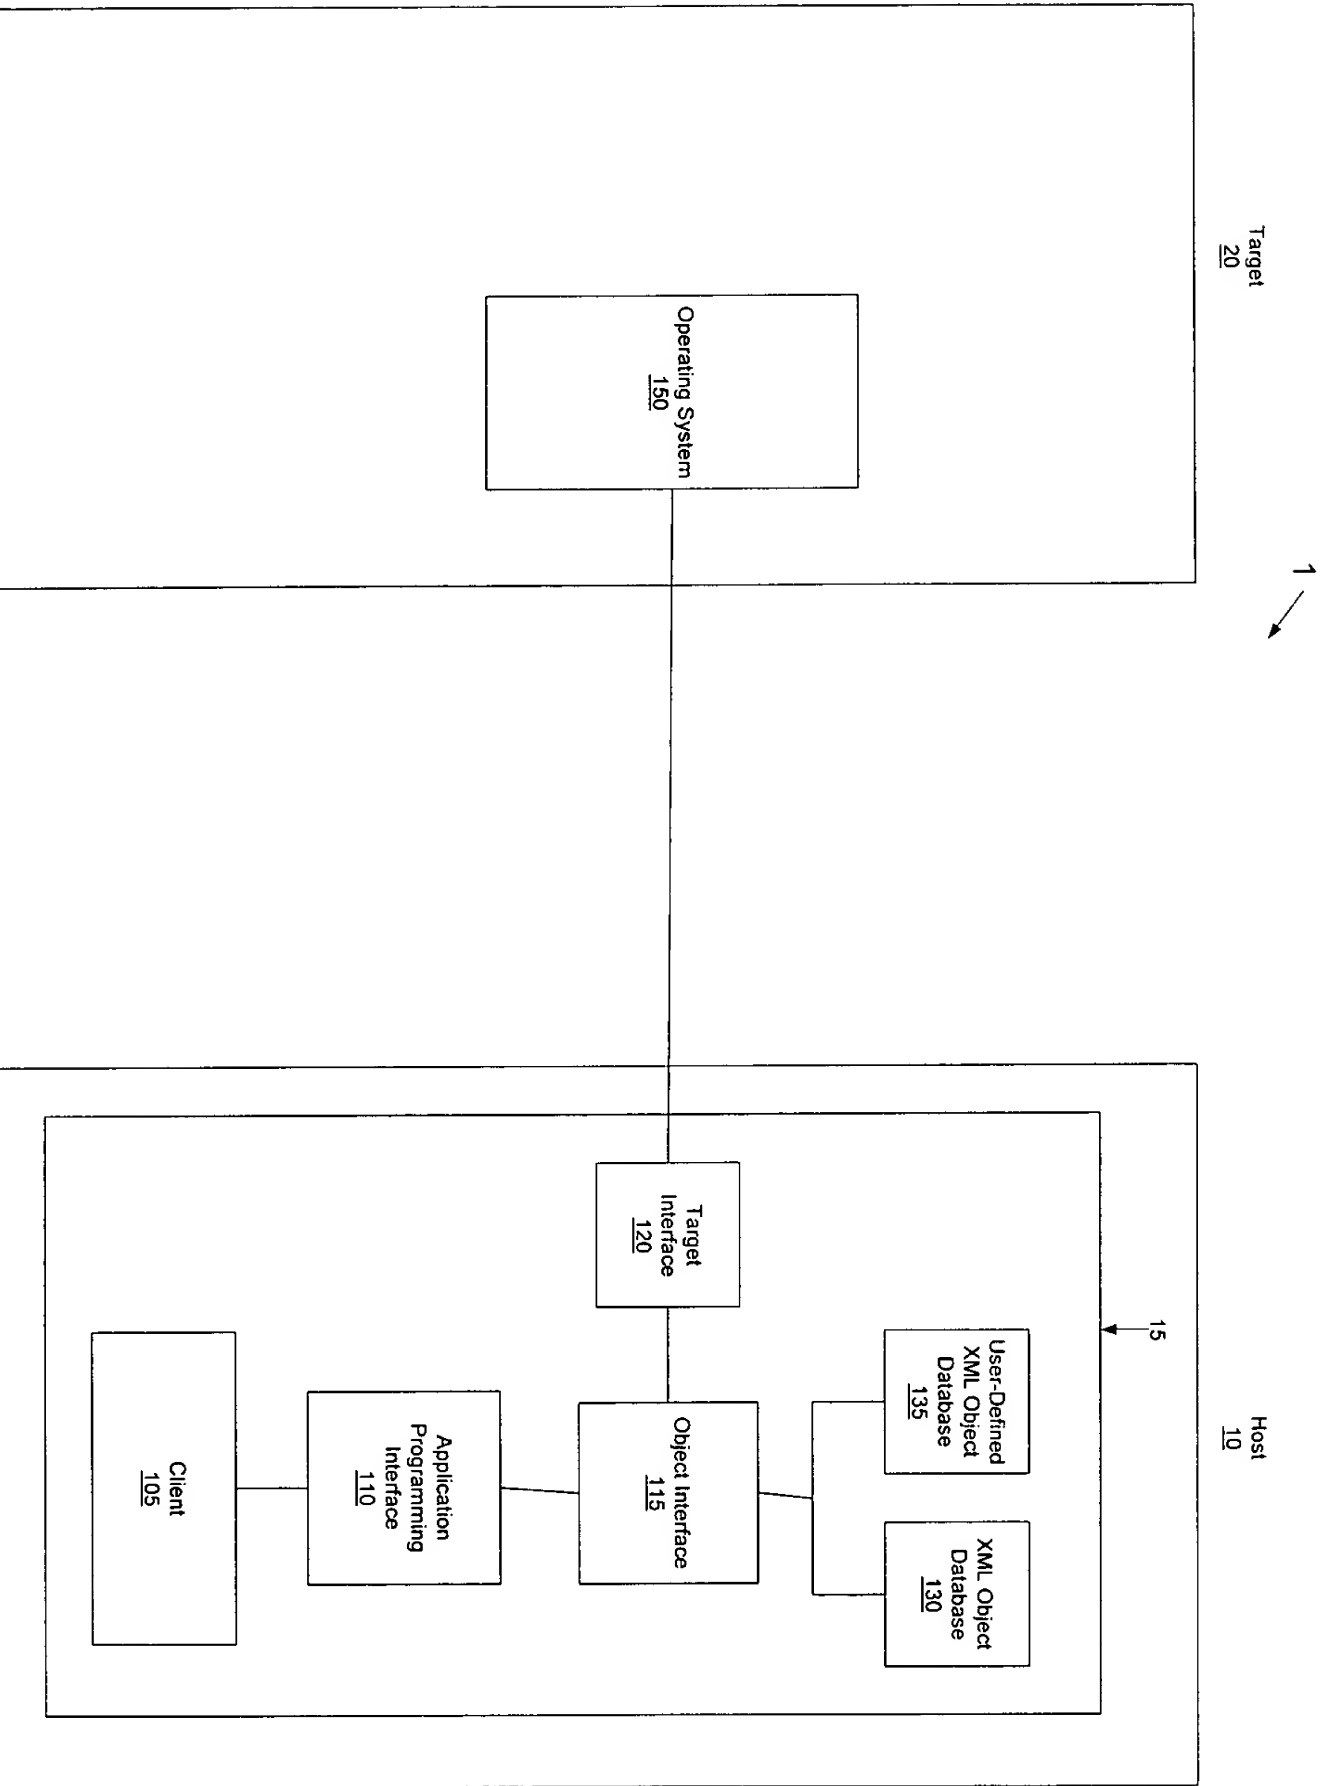 1
Target
20
Host
10
15
Operating System
150
User-Defined
XML Object
Database
135
XML Object
Database
130
Target
Interface
120
Object Interface
115
Application
Programming
Interface
110
Client
105